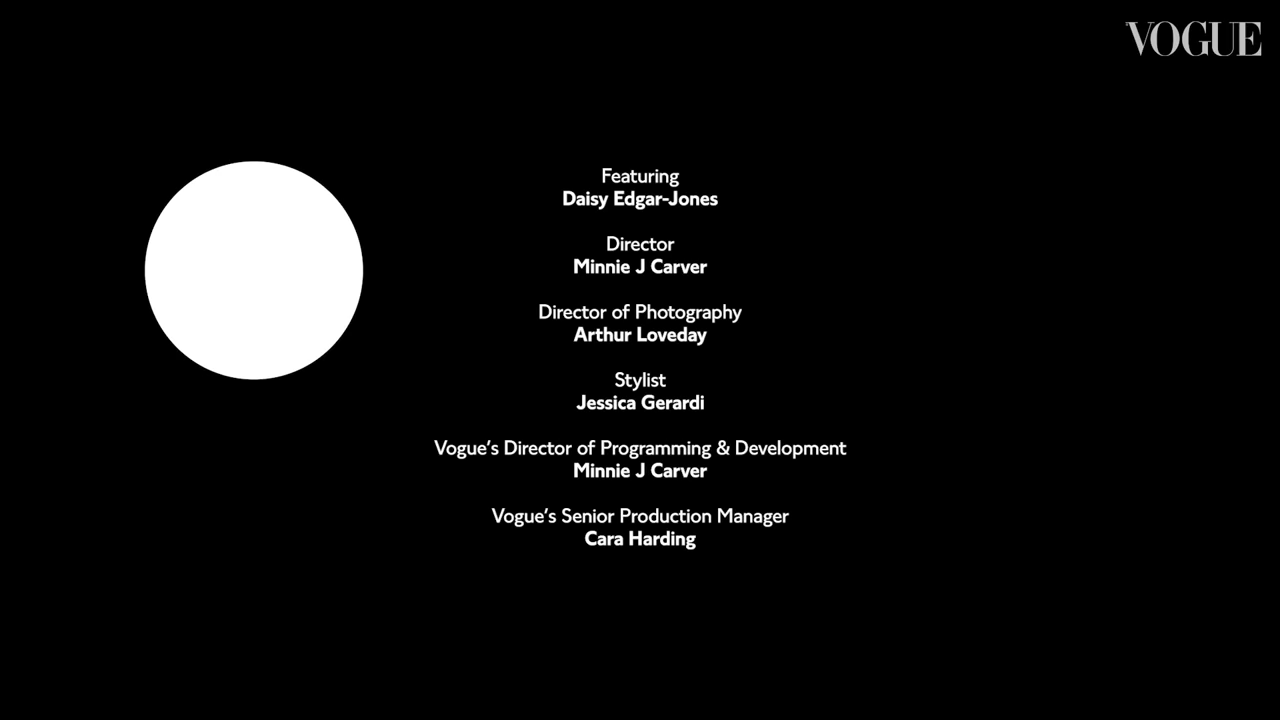 VOGUE
Featuring
Daisy Edgar-Jones
Director
Minnie J Carver
Director of Photography
Arthur Loveday
Stylist
Jessica Gerardi
Vogue's Director of Programming & Development
Minnie J Carver
Vogue's Senior Production Manager
Cara Harding